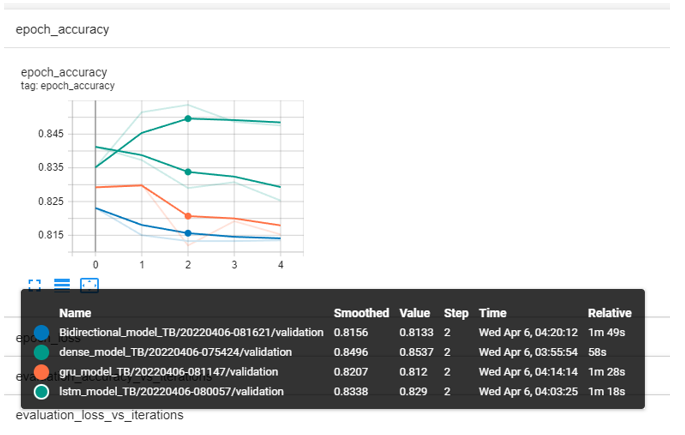 epoch_accuracy
epoch_accuracy
tag: epoch_accuracy
0.845
0.835
0.825
0.815
0 1 2 3 4
Name Smoothed Value Step Time Relative
Bidirectional_model_TB/20220406-081621/validation 0.8156 0.8133 2 Wed Apr 6, 04:20:12 1m 49s
epoch_loss
dense_model_TB/20220406-075424/validation 0.8496 0.8537 2 Wed Apr 6, 03:55:54 58s
gru_model_TB/20220406-081147/validation 0.8207 0.812 2 Wed Apr 6, 04:14:14 1m 28s
evaluation_accuracy_vs_iterations
lstm_model_TB/20220406-080057/validation 0.8338 0.829 2 Wed Apr 6, 04:03:25 1m 18s
evaluation_loss_vs_iterations